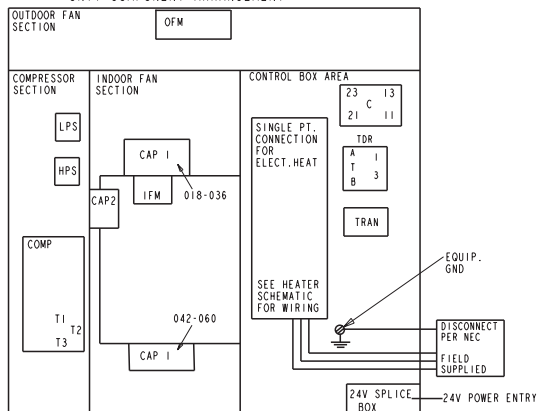 UNIT COMPONENT ARRANGEMENT
OUTDOOR FAN
SECTION
OFM
COMPRESSOR
SECTION
INDOOR FAN
SECTION
CONTROL BOX AREA
LPS
HPS
COMP
T1
T2
T3
CAP 1
018-036
IFM
CAP2
042-060
CAP 1
SINGLE PT.
CONNECTION
FOR
ELECT.HEAT
SEE HEATER
SCHEMATIC
FOR WIRING
23 13
C
21 11
TDR
A 1
T
B 3
TRAN
EQUIP.
GND
DISCONNECT
PER NEC
FIELD
SUPPLIED
24V SPLICE
BOX
24V POWER ENTRY